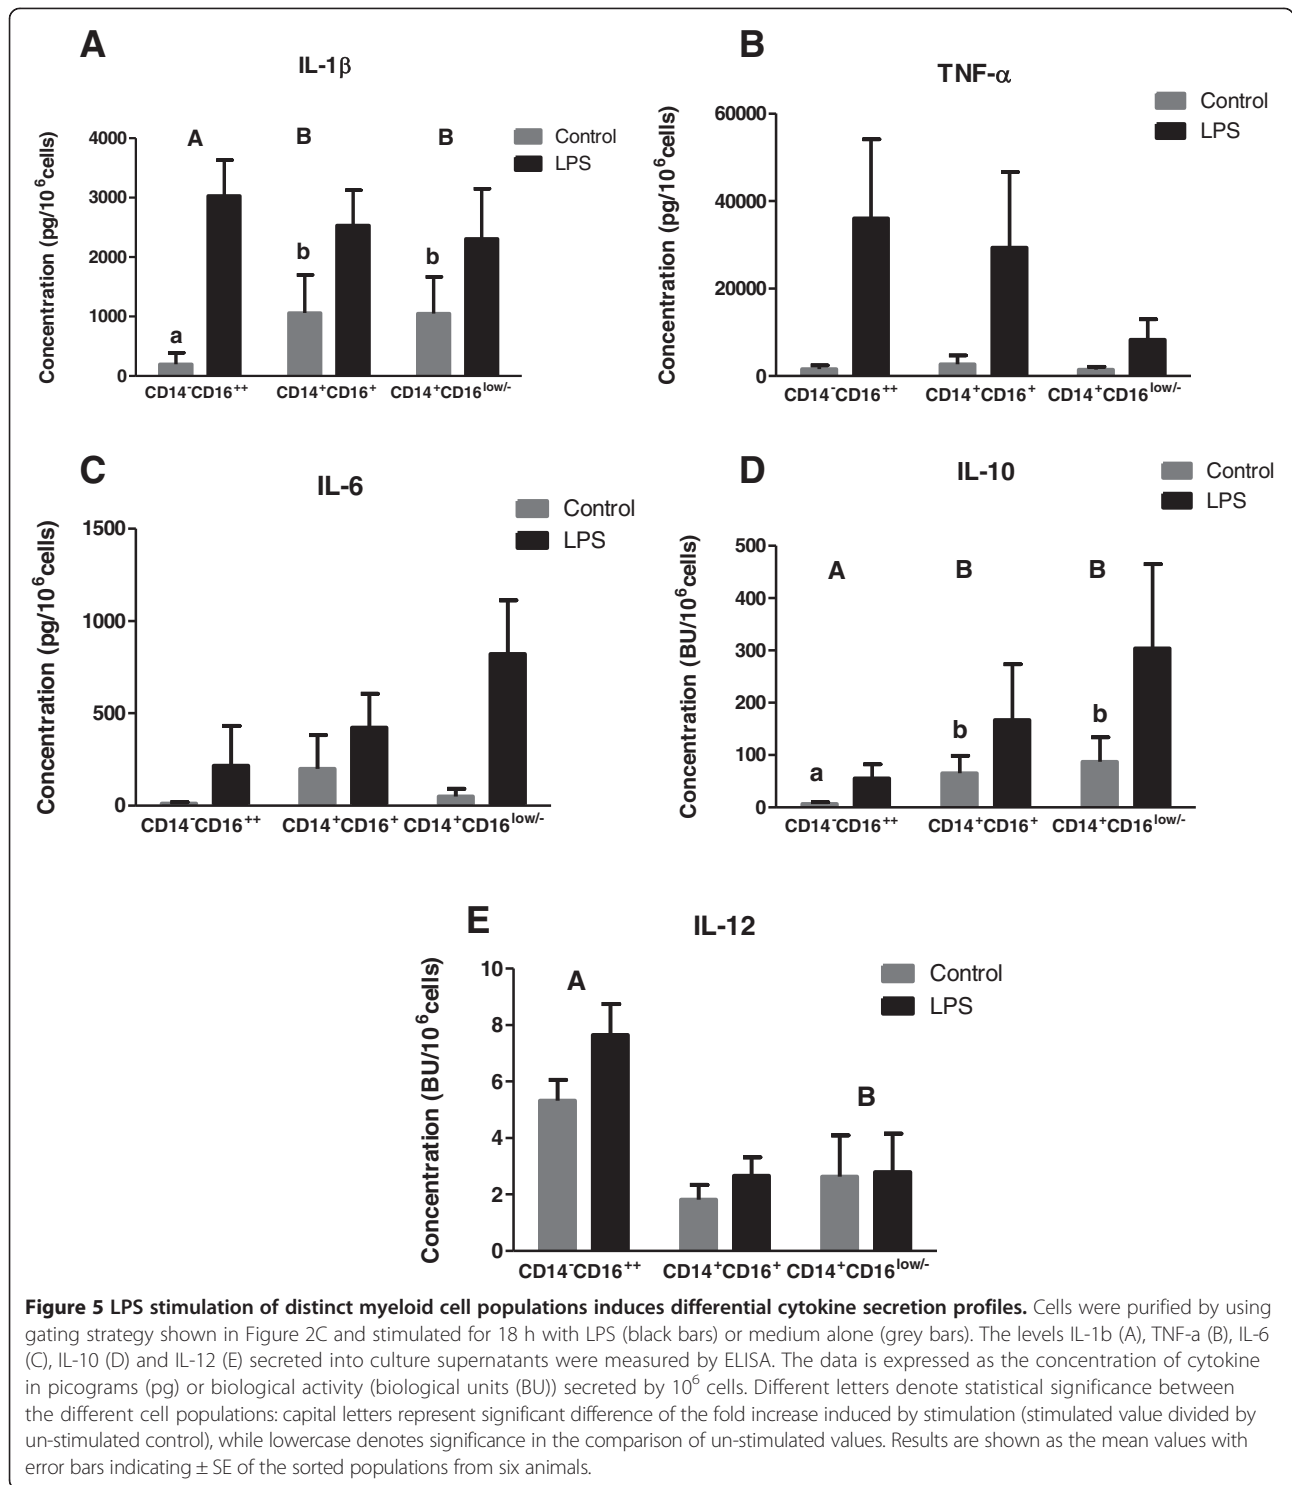 A
IL-1β
Control
LPS
Concentration (pg/10⁶cells)
4000
3000
2000
1000
0
A
B
B
a
b
b
CD14⁻CD16⁺⁺
CD14⁺CD16⁺
CD14⁺CD16^low/-
B
TNF-α
Control
LPS
Concentration (pg/10⁶cells)
60000
40000
20000
0
CD14⁻CD16⁺⁺
CD14⁺CD16⁺
CD14⁺CD16^low/-
C
IL-6
Control
LPS
Concentration (pg/10⁶cells)
1500
1000
500
0
CD14⁻CD16⁺⁺
CD14⁺CD16⁺
CD14⁺CD16^low/-
D
IL-10
Control
LPS
Concentration (BU/10⁶cells)
500
400
300
200
100
0
A
B
B
a
b
b
CD14⁻CD16⁺⁺
CD14⁺CD16⁺
CD14⁺CD16^low/-
E
IL-12
Control
LPS
Concentration (BU/10⁶cells)
10
8
6
4
2
0
A
B
CD14⁻CD16⁺⁺
CD14⁺CD16⁺
CD14⁺CD16^low/-
Figure 5 LPS stimulation of distinct myeloid cell populations induces differential cytokine secretion profiles. Cells were purified by using
gating strategy shown in Figure 2C and stimulated for 18 h with LPS (black bars) or medium alone (grey bars). The levels IL-1b (A), TNF-a (B), IL-6
(C), IL-10 (D) and IL-12 (E) secreted into culture supernatants were measured by ELISA. The data is expressed as the concentration of cytokine
in picograms (pg) or biological activity (biological units (BU)) secreted by 10⁶ cells. Different letters denote statistical significance between
the different cell populations: capital letters represent significant difference of the fold increase induced by stimulation (stimulated value divided by
un-stimulated control), while lowercase denotes significance in the comparison of un-stimulated values. Results are shown as the mean values with
error bars indicating ± SE of the sorted populations from six animals.